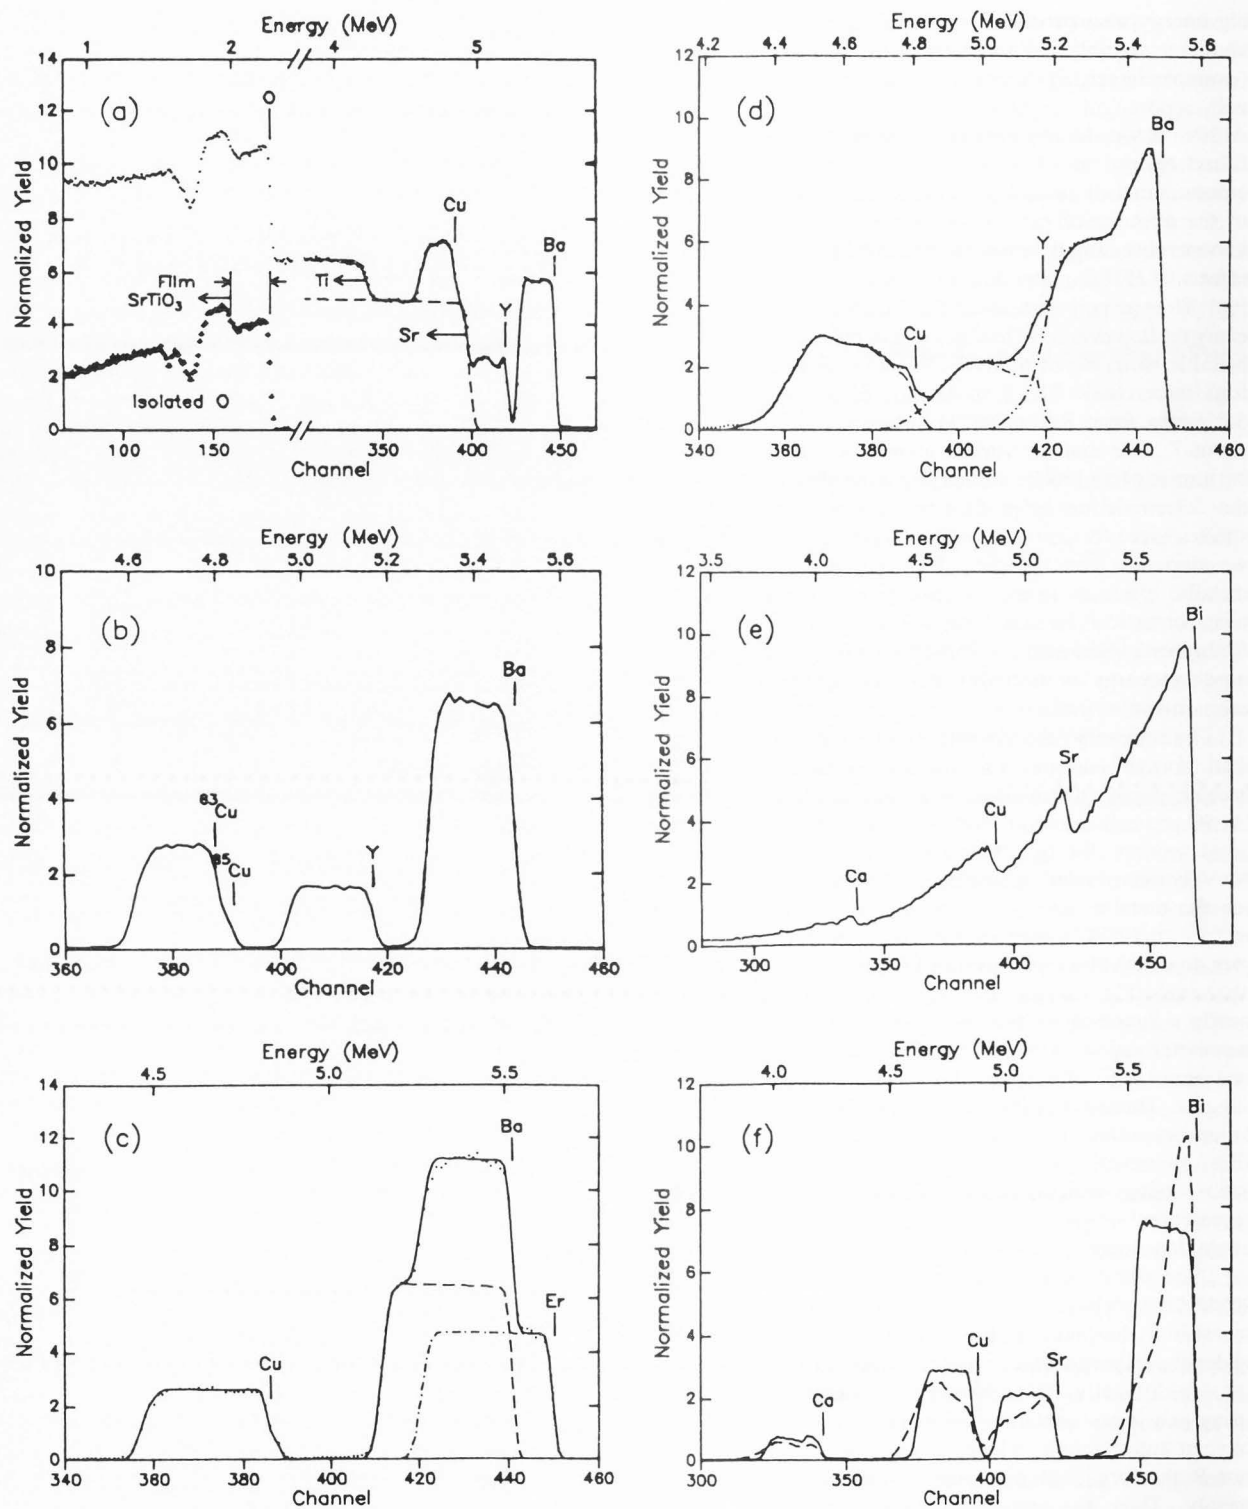 Energy (MeV)
1 2 4 5
14
12
10
8
6
4
2
0
Normalized Yield
(a)
O
Cu
Ba
Film
SrTiO3
Ti
Sr
Y
Isolated O
100 150 350 400 450
Channel
Energy (MeV)
4.2 4.4 4.6 4.8 5.0 5.2 5.4 5.6
12
10
8
6
4
2
0
Normalized Yield
(d)
Ba
Y
Cu
340 360 380 400 420 440 460 480
Channel
Energy (MeV)
4.6 4.8 5.0 5.2 5.4 5.6
10
8
6
4
2
0
Normalized Yield
(b)
Ba
83Cu
85Cu
Y
360 380 400 420 440 460
Channel
Energy (MeV)
3.5 4.0 4.5 5.0 5.5
12
10
8
6
4
2
0
Normalized Yield
(e)
Bi
Sr
Cu
Ca
300 350 400 450
Channel
Energy (MeV)
4.5 5.0 5.5
14
12
10
8
6
4
2
0
Normalized Yield
(c)
Ba
Er
Cu
340 360 380 400 420 440 460
Channel
Energy (MeV)
4.0 4.5 5.0 5.5
12
10
8
6
4
2
0
Normalized Yield
(f)
Bi
Cu
Sr
Ca
300 350 400 450
Channel